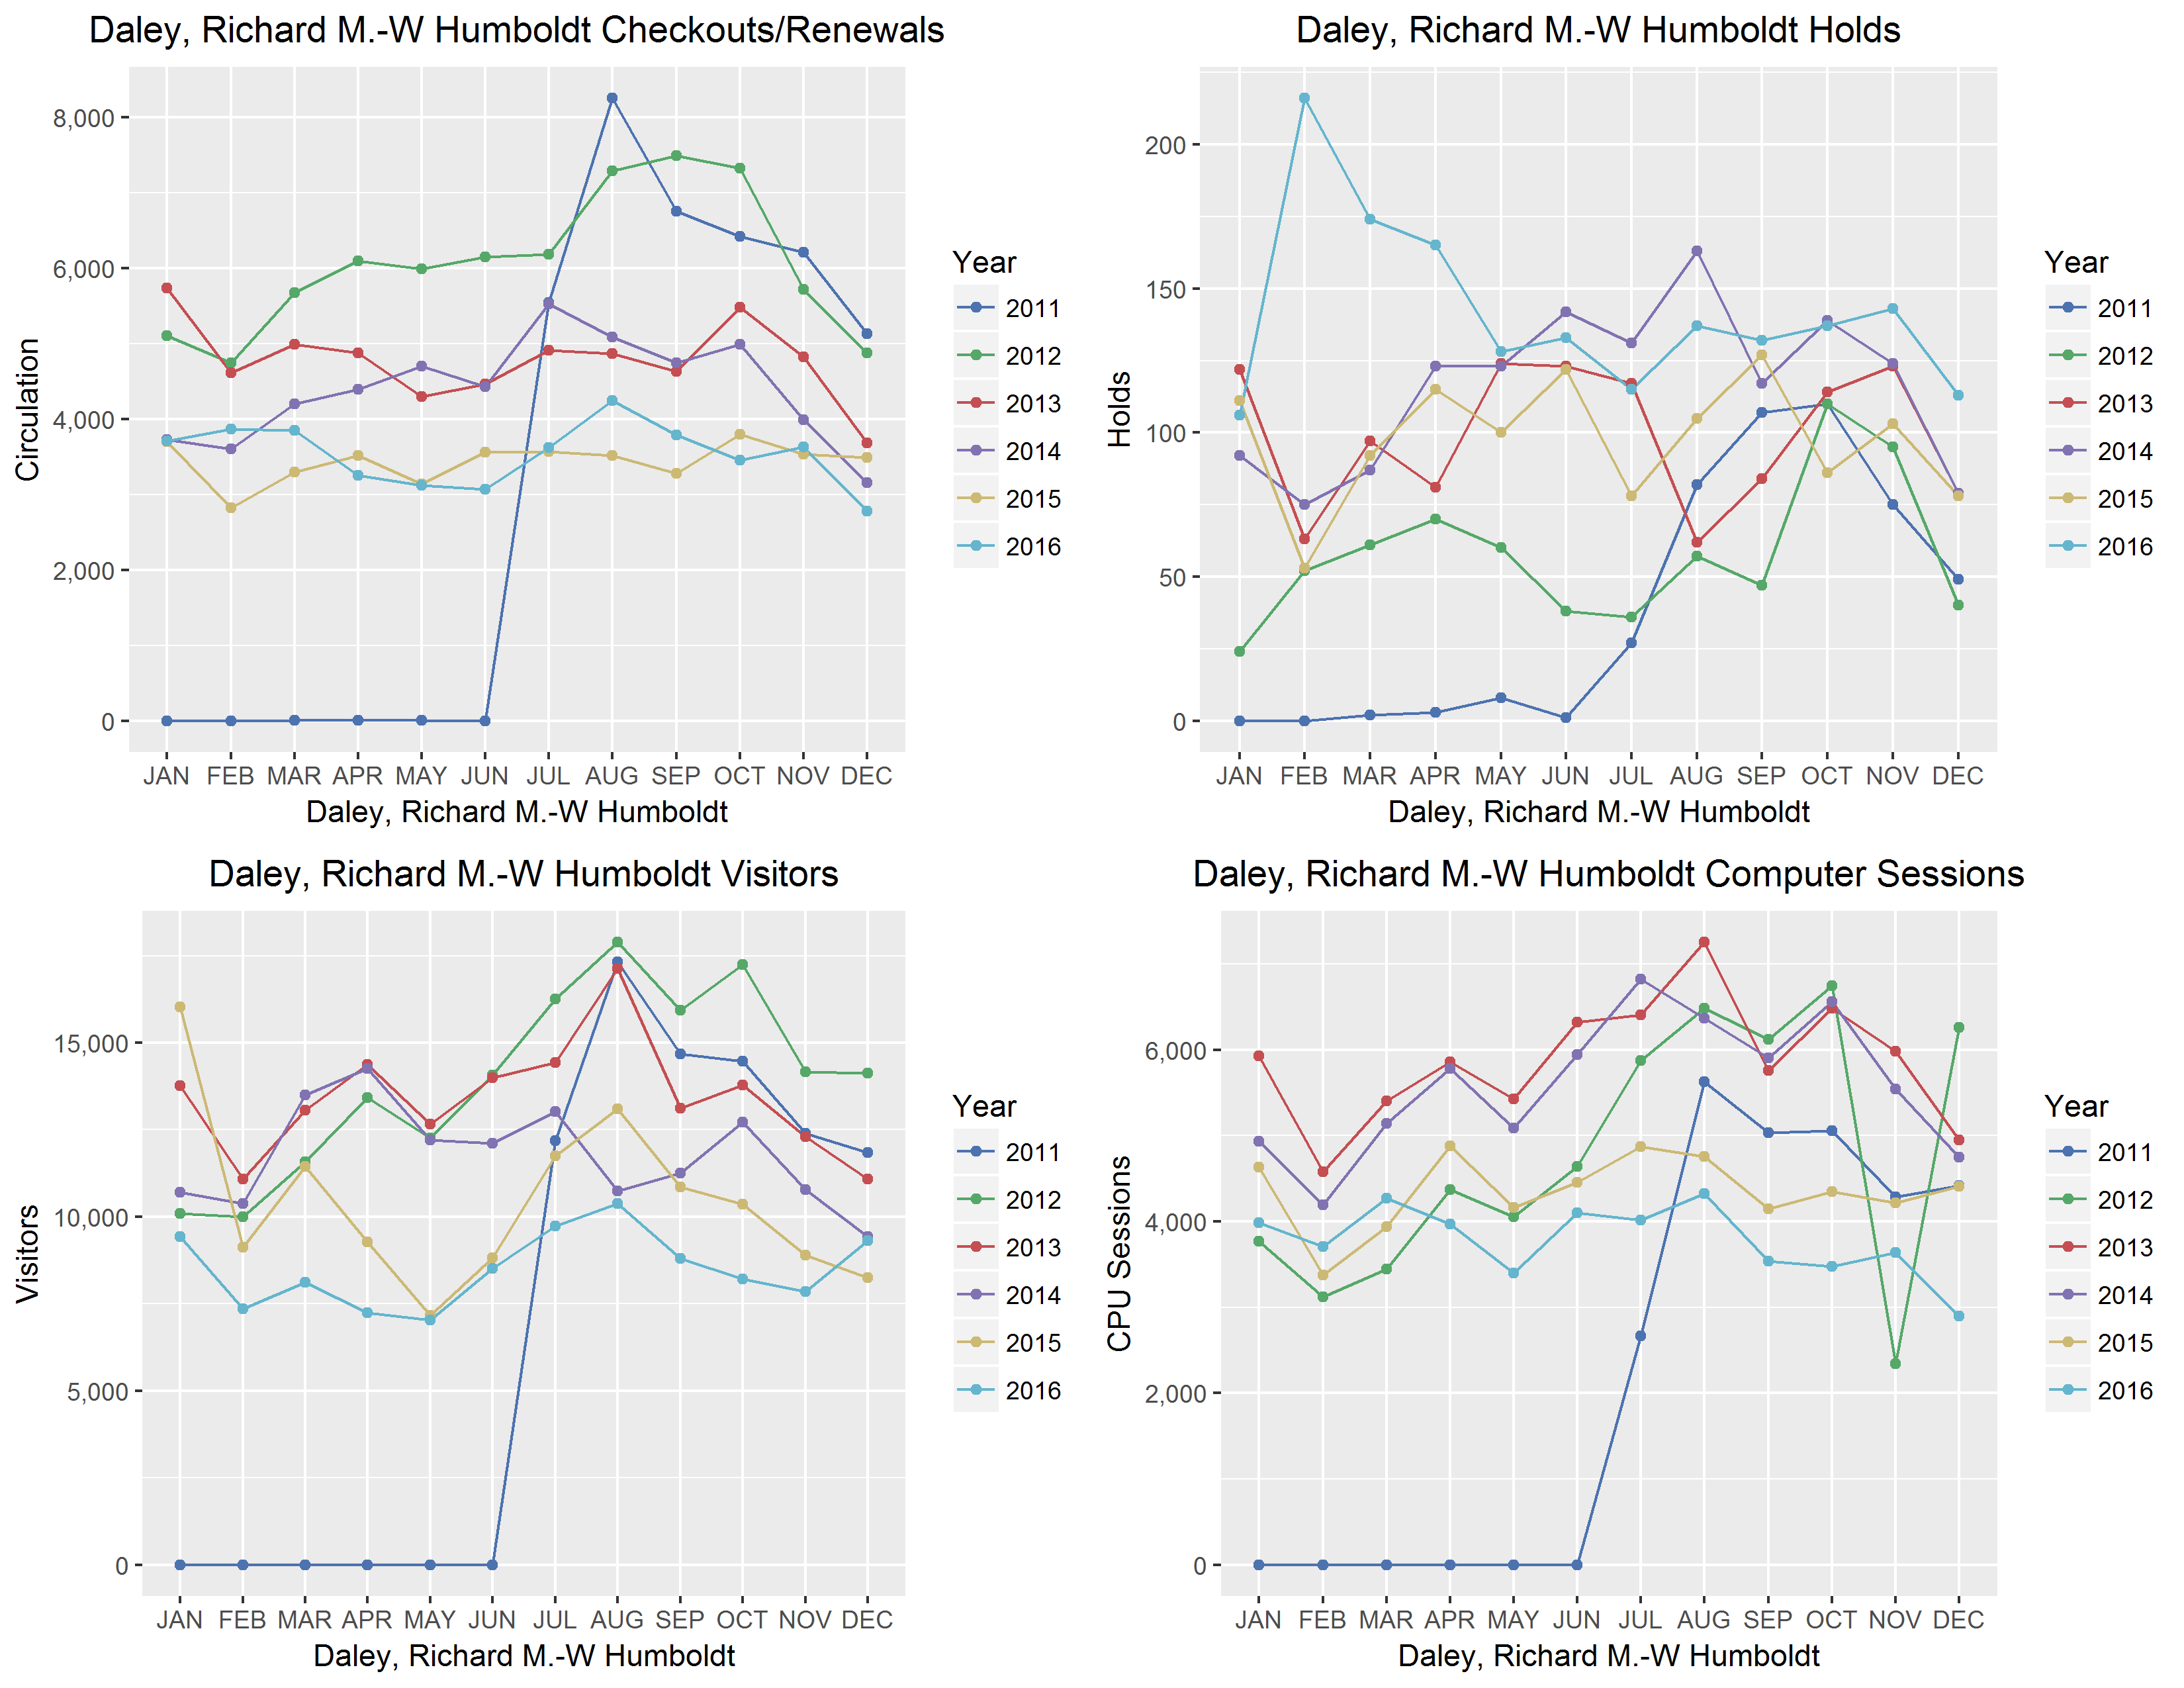 Daley, Richard M.-W Humboldt Checkouts/Renewals
Circulation
8,000
6,000
4,000
2,000
0
JAN FEB MAR APR MAY JUN JUL AUG SEP OCT NOV DEC
Daley, Richard M.-W Humboldt
Year
2011
2012
2013
2014
2015
2016
Daley, Richard M.-W Humboldt Holds
Holds
200
150
100
50
0
JAN FEB MAR APR MAY JUN JUL AUG SEP OCT NOV DEC
Daley, Richard M.-W Humboldt
Year
2011
2012
2013
2014
2015
2016
Daley, Richard M.-W Humboldt Visitors
Visitors
15,000
10,000
5,000
0
JAN FEB MAR APR MAY JUN JUL AUG SEP OCT NOV DEC
Daley, Richard M.-W Humboldt
Year
2011
2012
2013
2014
2015
2016
Daley, Richard M.-W Humboldt Computer Sessions
CPU Sessions
6,000
4,000
2,000
0
JAN FEB MAR APR MAY JUN JUL AUG SEP OCT NOV DEC
Daley, Richard M.-W Humboldt
Year
2011
2012
2013
2014
2015
2016